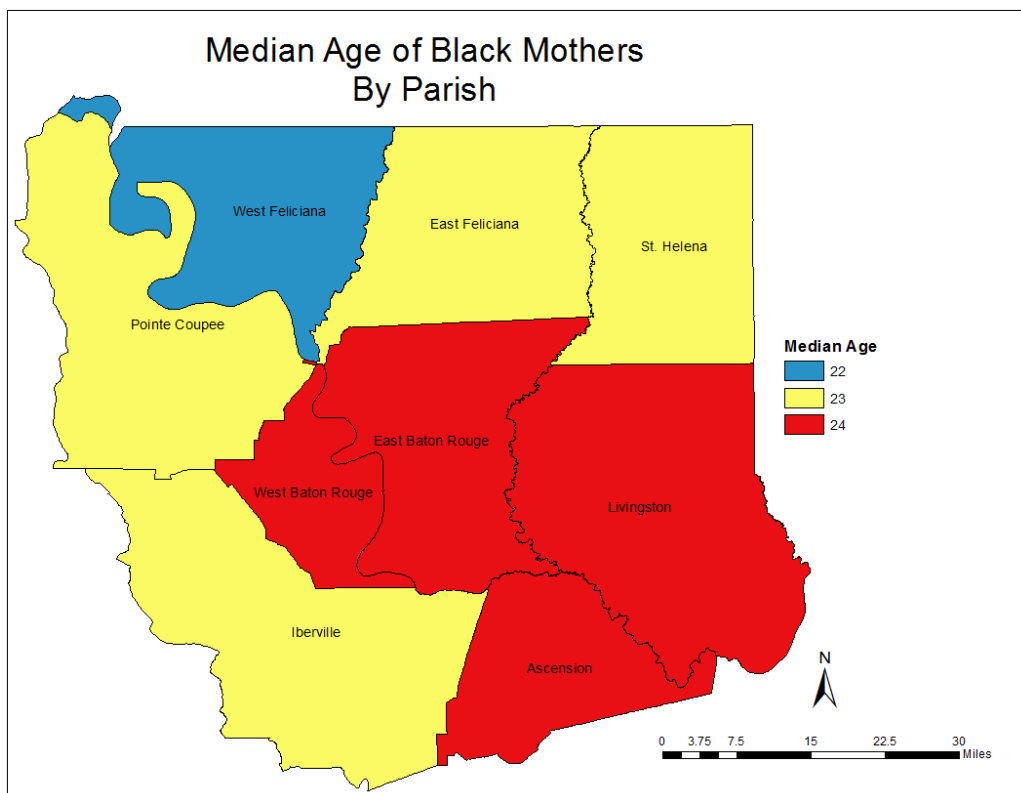 Median Age of Black Mothers
By Parish
West Feliciana
East Feliciana
St. Helena
Pointe Coupee
Median Age
22
23
24
East Baton Rouge
West Baton Rouge
Livingston
Iberville
Ascension
N
0 3.75 7.5 15 22.5 30
Miles